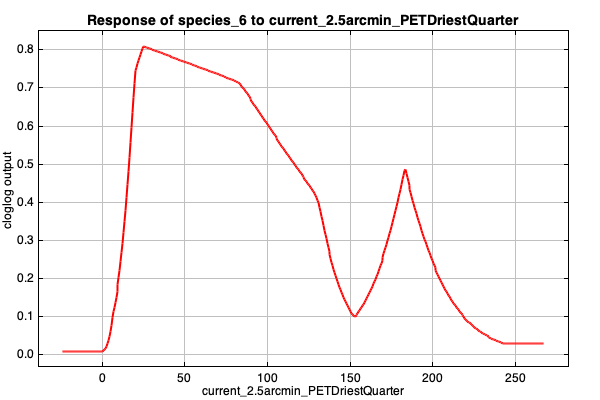 Response of species_6 to current_2.5arcmin_PETDriestQuarter
0.8
0.7
0.6
0.5
0.4
0.3
0.2
0.1
0.0
cloglog output
0 50 100 150 200 250
current_2.5arcmin_PETDriestQuarter